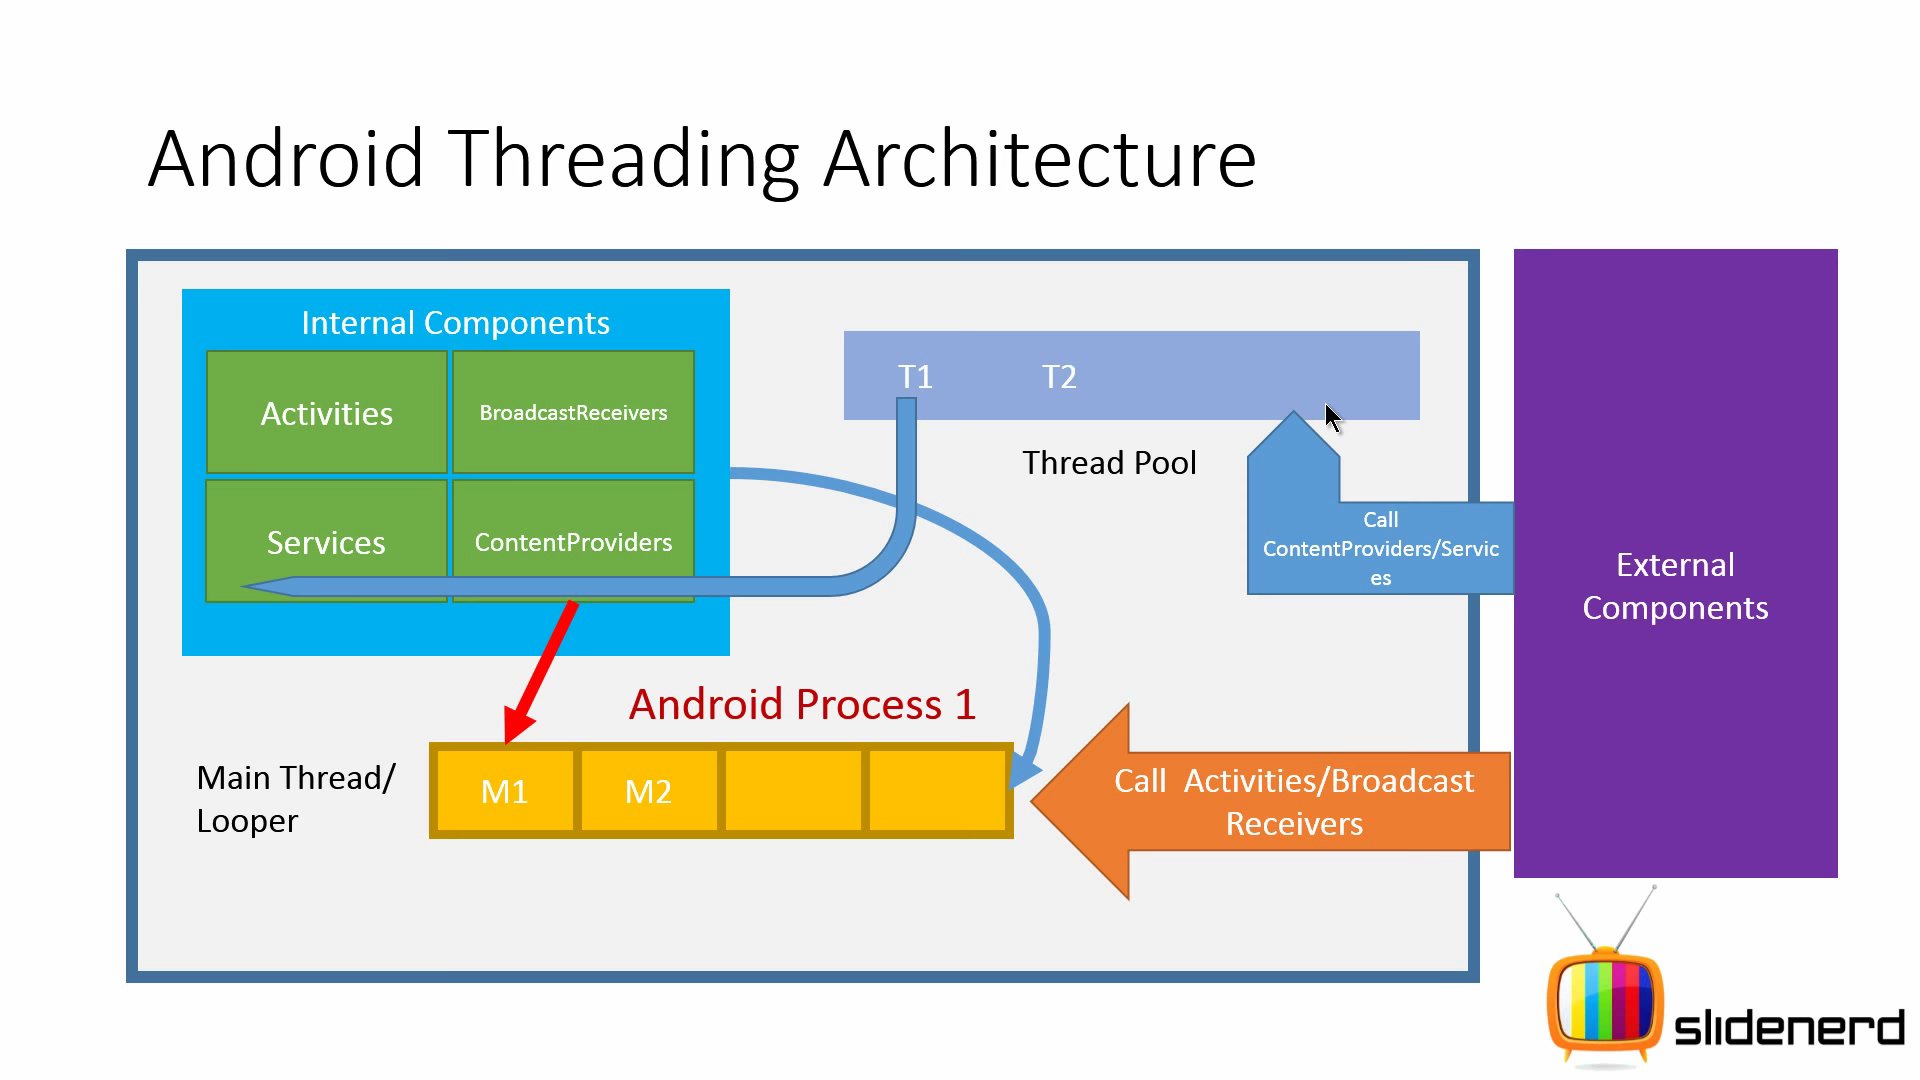 Android Threading Architecture
Internal Components
Activities
BroadcastReceivers
Services
ContentProviders
T1
T2
Thread Pool
Call
ContentProviders/Servic
es
External
Components
Android Process 1
Main Thread/
Looper
M1
M2
Call  Activities/Broadcast
Receivers
slidenerd